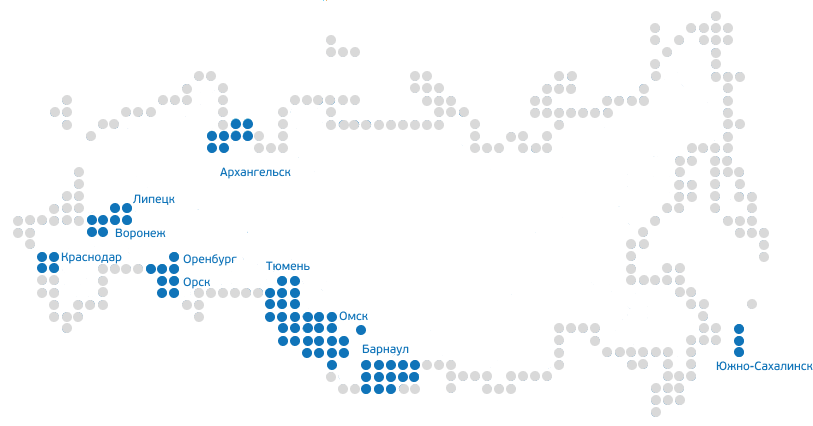 Архангельск
Липецк
Воронеж
Краснодар
Оренбург
Орск
Тюмень
Омск
Барнаул
Южно-Сахалинск